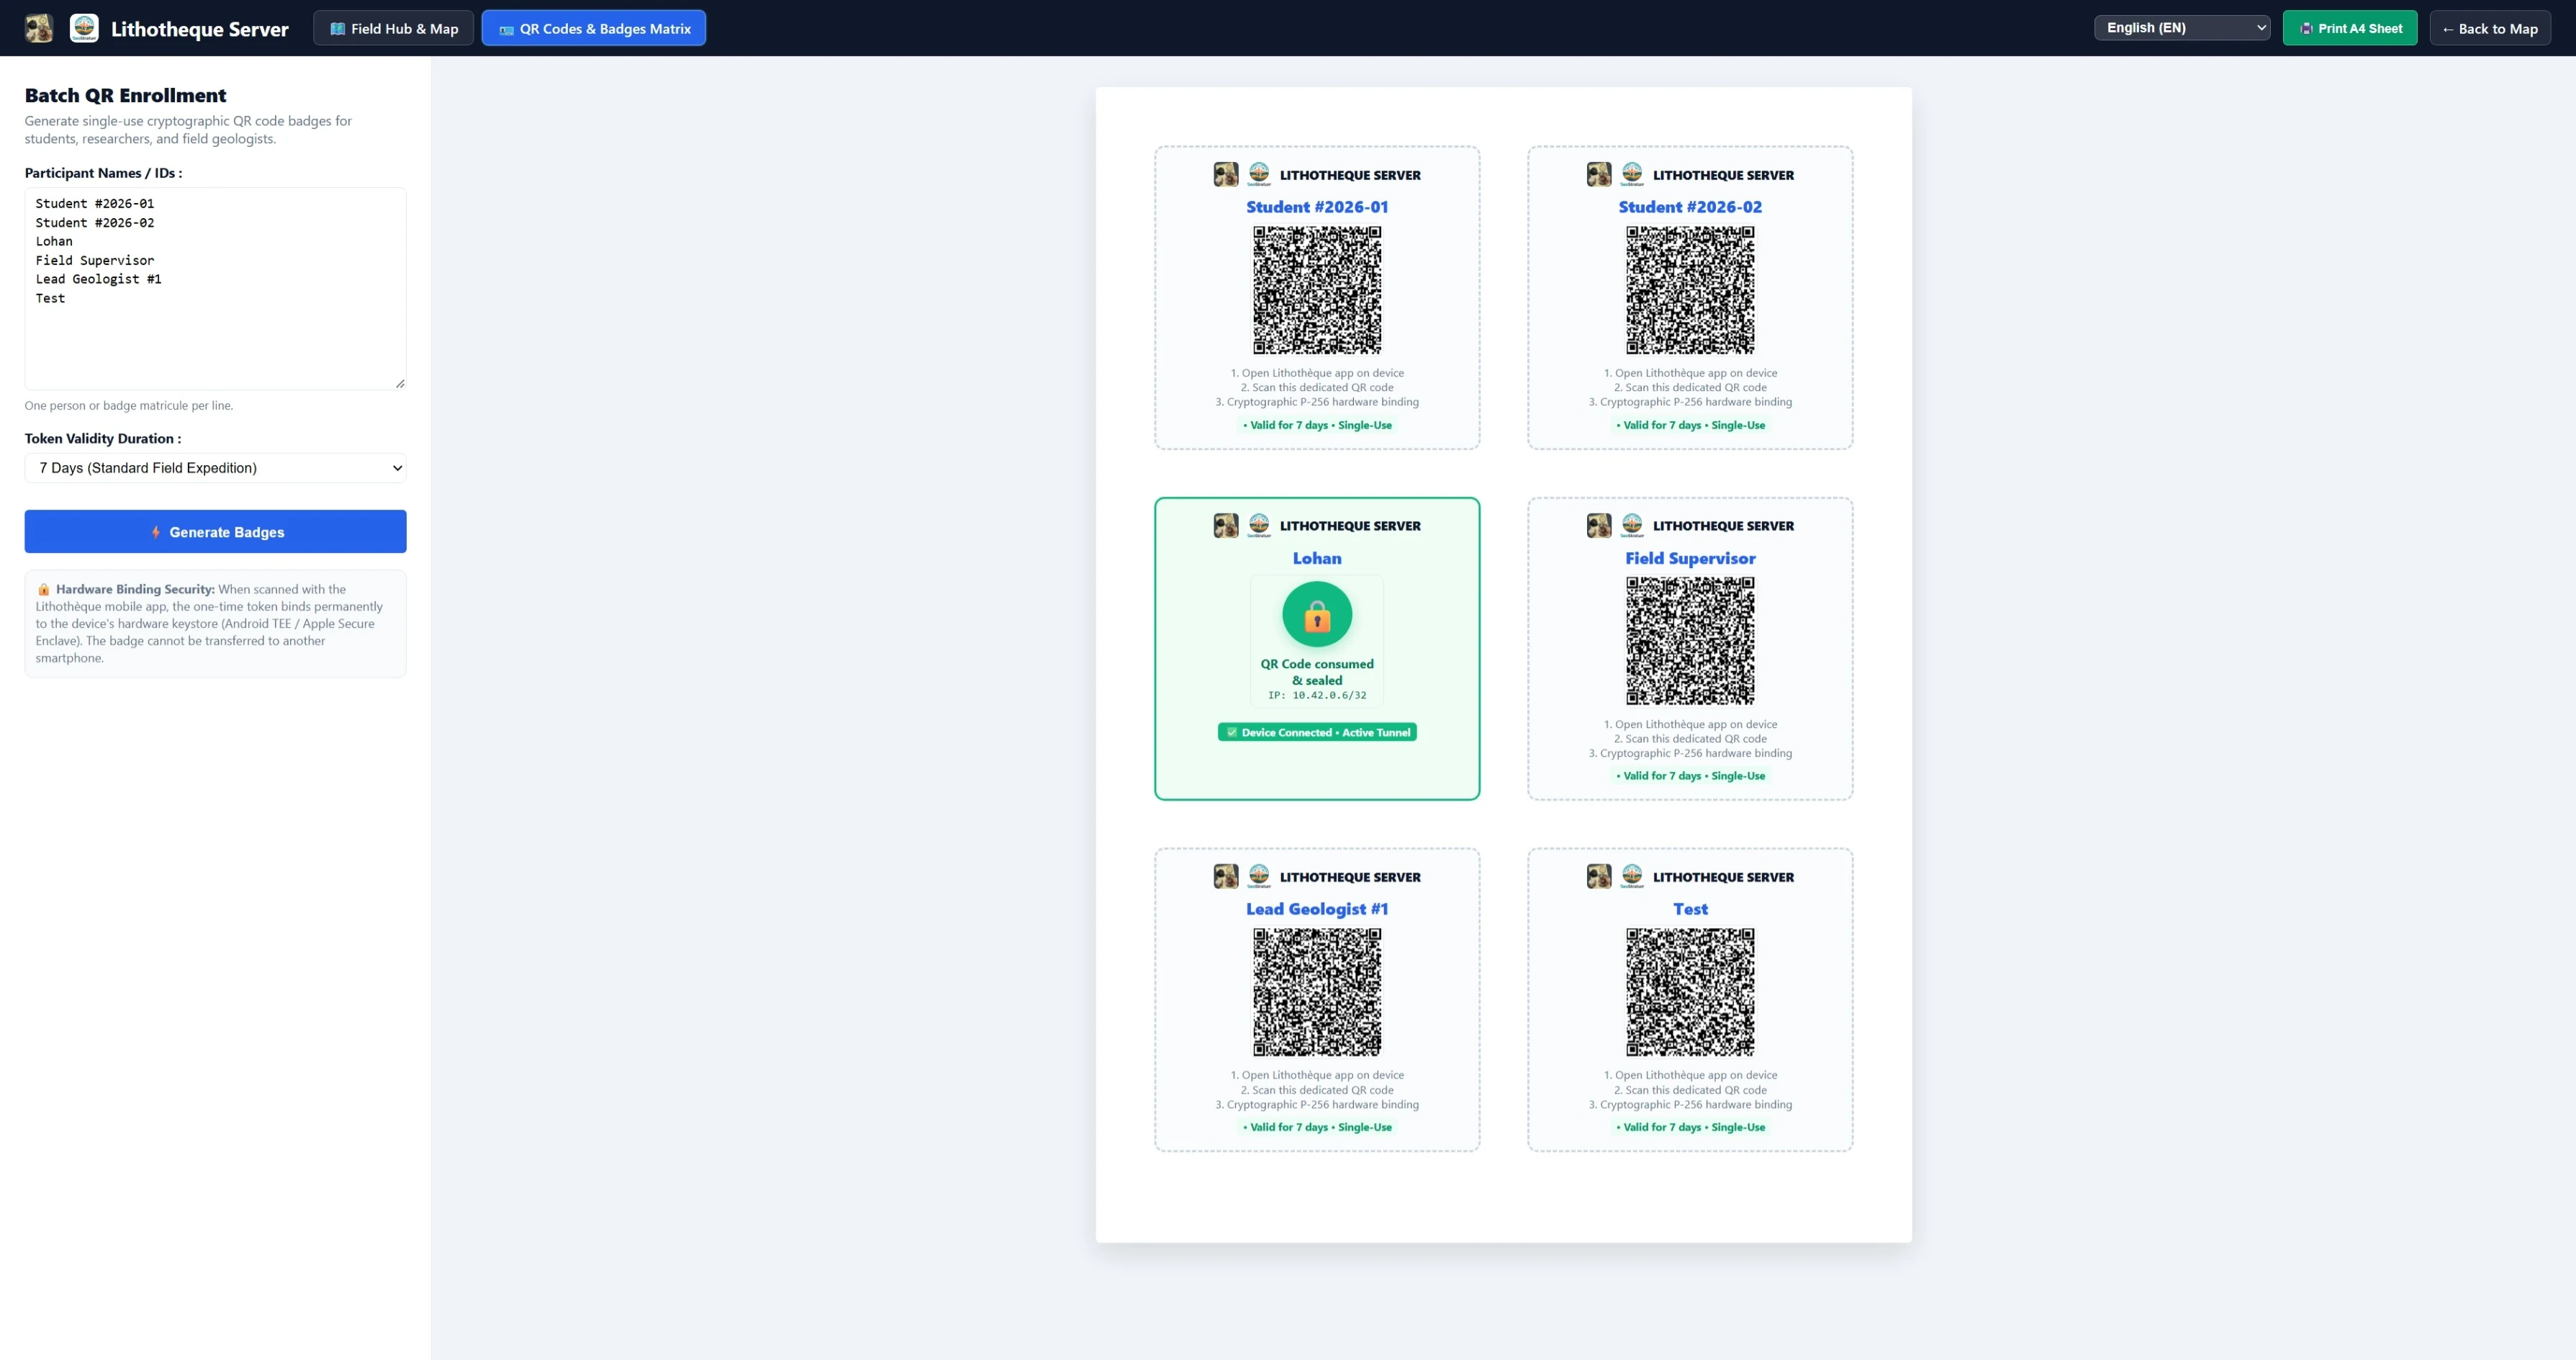 Lithotheque Server
Field Hub & Map
QR Codes & Badges Matrix
English (EN)
Print A4 Sheet
← Back to Map
Batch QR Enrollment
Generate single-use cryptographic QR code badges for
students, researchers, and field geologists.
Participant Names / IDs :
Student #2026-01
Student #2026-02
Lohan
Field Supervisor
Lead Geologist #1
Test
One person or badge matricule per line.
Token Validity Duration :
7 Days (Standard Field Expedition)
Generate Badges
Hardware Binding Security: When scanned with the
Lithothèque mobile app, the one-time token binds permanently
to the device's hardware keystore (Android TEE / Apple Secure
Enclave). The badge cannot be transferred to another
smartphone.
LITHOTHEQUE SERVER
Student #2026-01
1. Open Lithothèque app on device
2. Scan this dedicated QR code
3. Cryptographic P-256 hardware binding
• Valid for 7 days • Single-Use
LITHOTHEQUE SERVER
Student #2026-02
1. Open Lithothèque app on device
2. Scan this dedicated QR code
3. Cryptographic P-256 hardware binding
• Valid for 7 days • Single-Use
LITHOTHEQUE SERVER
Lohan
QR Code consumed
& sealed
IP: 10.42.0.6/32
Device Connected • Active Tunnel
LITHOTHEQUE SERVER
Field Supervisor
1. Open Lithothèque app on device
2. Scan this dedicated QR code
3. Cryptographic P-256 hardware binding
• Valid for 7 days • Single-Use
LITHOTHEQUE SERVER
Lead Geologist #1
1. Open Lithothèque app on device
2. Scan this dedicated QR code
3. Cryptographic P-256 hardware binding
• Valid for 7 days • Single-Use
LITHOTHEQUE SERVER
Test
1. Open Lithothèque app on device
2. Scan this dedicated QR code
3. Cryptographic P-256 hardware binding
• Valid for 7 days • Single-Use